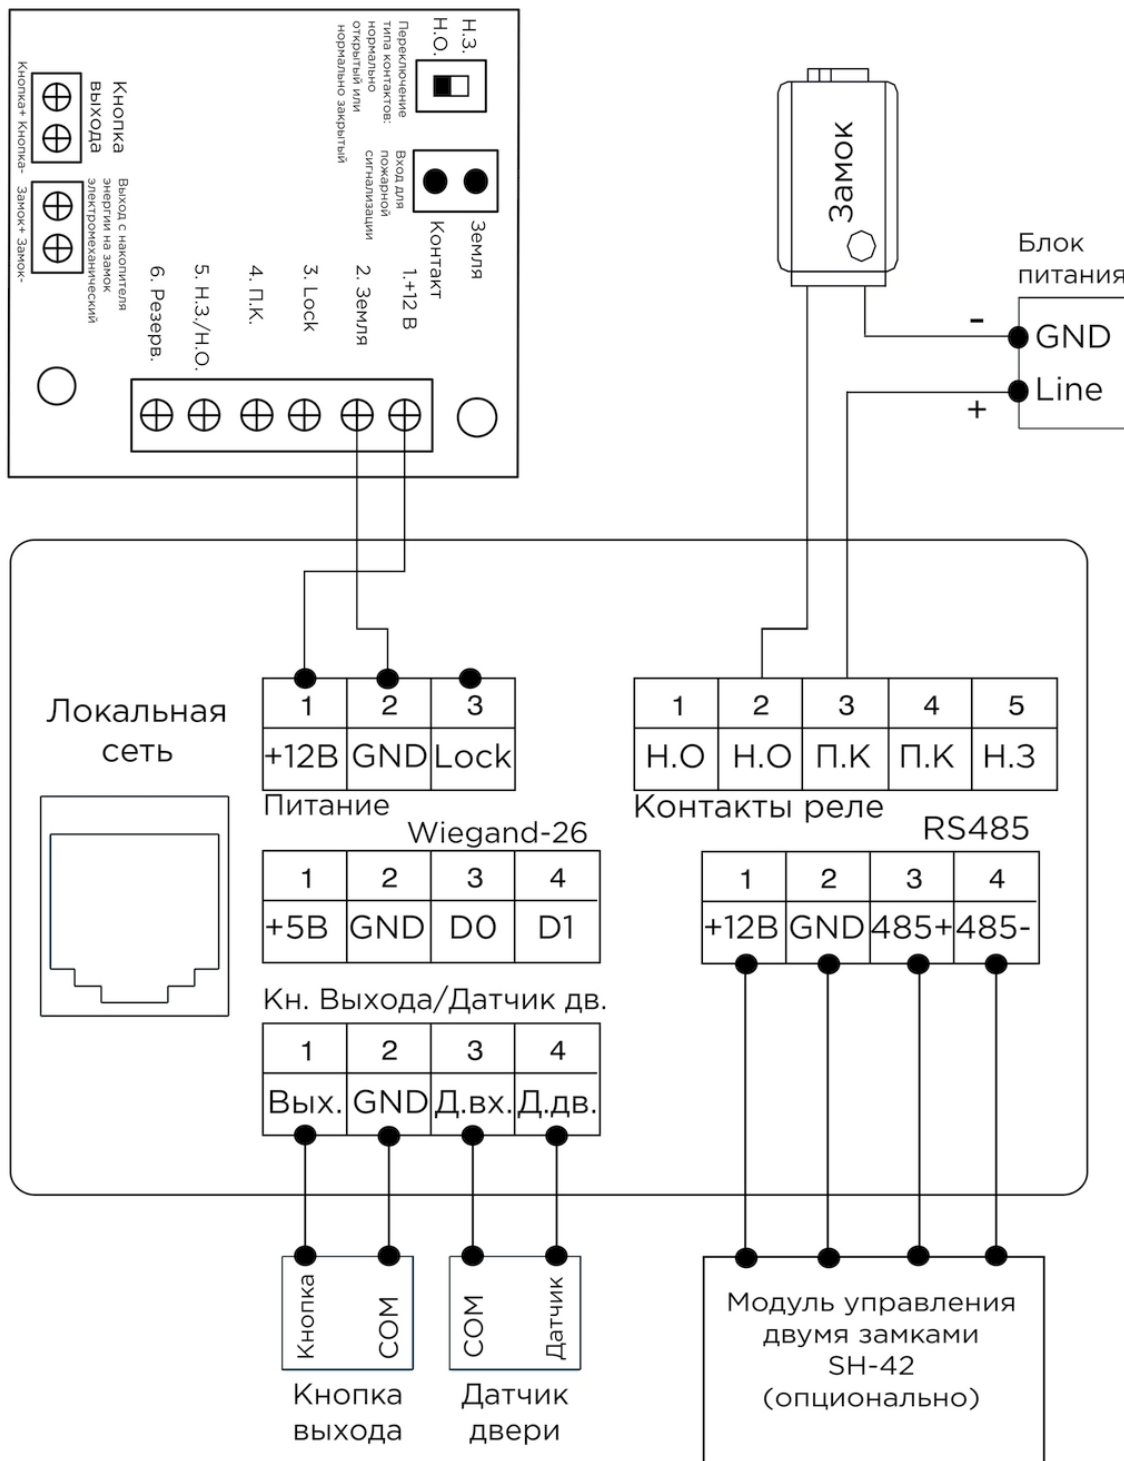 Н.З.
Н.О.
Переключение
типа контактов:
нормально
открытый или
нормально закрытый
Кнопка
выхода
Кнопка+ Кнопка-
Вход для
пожарной
сигнализации
Земля
Контакт
Выход с накопителя
энергии на замок
электромеханический
Замок+ Замок-
6. Резерв.
5. Н.З./Н.О.
4. П.К.
3. Lock
2. Земля
1.+12 В
Замок
Блок
питания
-
GND
Line
+
Локальная
сеть
1 2 3
+12В GND Lock
Питание
1 2 3 4 5
Н.О Н.О П.К П.К Н.З
Контакты реле
Wiegand-26
1 2 3 4
+5В GND D0 D1
RS485
1 2 3 4
+12В GND 485+ 485-
Кн. Выхода/Датчик дв.
1 2 3 4
Вых. GND Д.вх. Д.дв.
Кнопка COM
Кнопка
выхода
COM Датчик
Датчик
двери
Модуль управления
двумя замками
SH-42
(опционально)